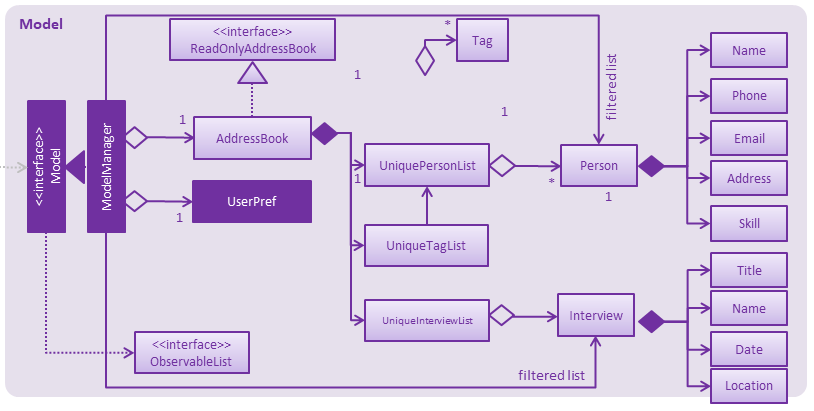 Model
<<interface>>
ReadOnlyAddressBook
*
Tag
Name
filtered list
1
Phone
1
<<interface>>
Model
ModelManager
1
AddressBook
Email
UniquePersonList
Person
Address
1
*
UserPref
1
1
Skill
UniqueTagList
Title
UniqueInterviewList
Interview
Name
<<interface>>
ObservableList
Date
filtered list
Location